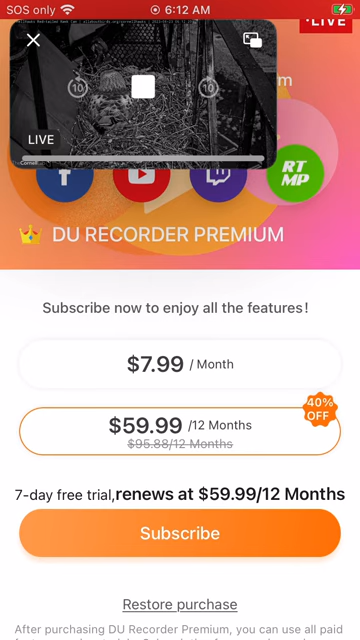 SOS only
6:12 AM
LIVE
10
10
m
LIVE
RT
MP
DU RECORDER PREMIUM
Subscribe now to enjoy all the features!
$7.99 / Month
40%
OFF
$59.99 /12 Months
$95.88/12 Months
7-day free trial,renews at $59.99/12 Months
Subscribe
Restore purchase
After purchasing DU Recorder Premium, you can use all paid